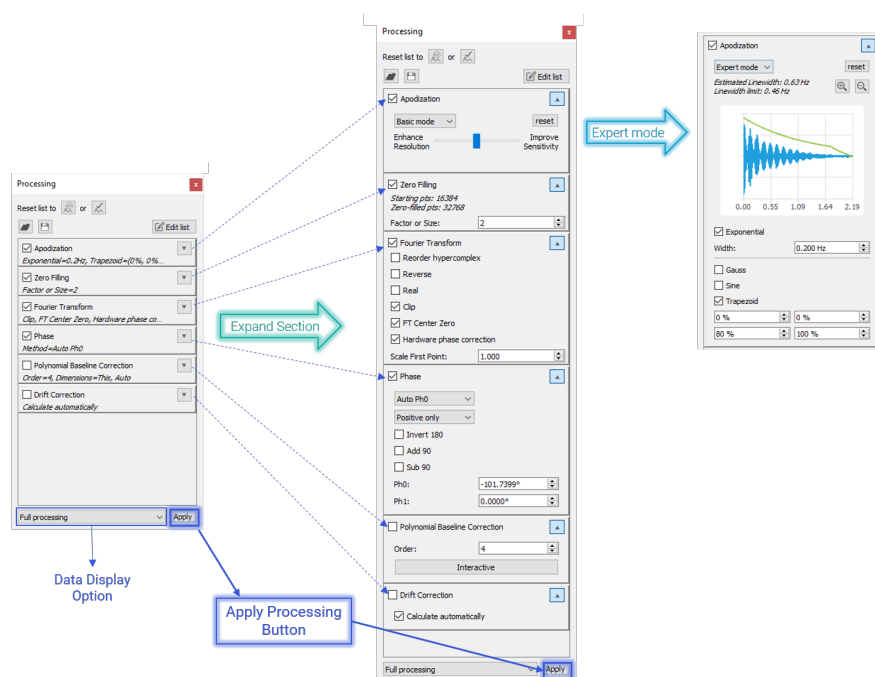 Processing
x
Reset list to or
Edit list
Apodization
Exponential=0.2Hz, Trapezoid=(0%, 0%...
Zero Filling
Factor or Size=2
Fourier Transform
Clip, FT Center Zero, Hardware phase co...
Phase
Method=Auto Ph0
Polynomial Baseline Correction
Order=4, Dimensions=This, Auto
Drift Correction
Calculate automatically
Full processing
Apply
Data Display
Option
Expand Section
Apply Processing
Button
Processing
x
Reset list to or
Edit list
Apodization
Basic mode
reset
Enhance
Resolution
Improve
Sensitivity
Zero Filling
Starting pts: 16384
Zero-filled pts: 32768
Factor or Size: 2
Fourier Transform
Reorder hypercomplex
Reverse
Real
Clip
FT Center Zero
Hardware phase correction
Scale First Point: 1.000
Phase
Auto Ph0
Positive only
Invert 180
Add 90
Sub 90
Ph0: -101.7399°
Ph1: 0.0000°
Polynomial Baseline Correction
Order: 4
Interactive
Drift Correction
Calculate automatically
Full processing
Apply
Expert mode
Apodization
Expert mode
reset
Estimated Linewidth: 0.63 Hz
Linewidth limit: 0.46 Hz
0.00 0.55 1.09 1.64 2.19
Exponential
Width: 0.200 Hz
Gauss
Sine
Trapezoid
0 % 0 %
80 % 100 %